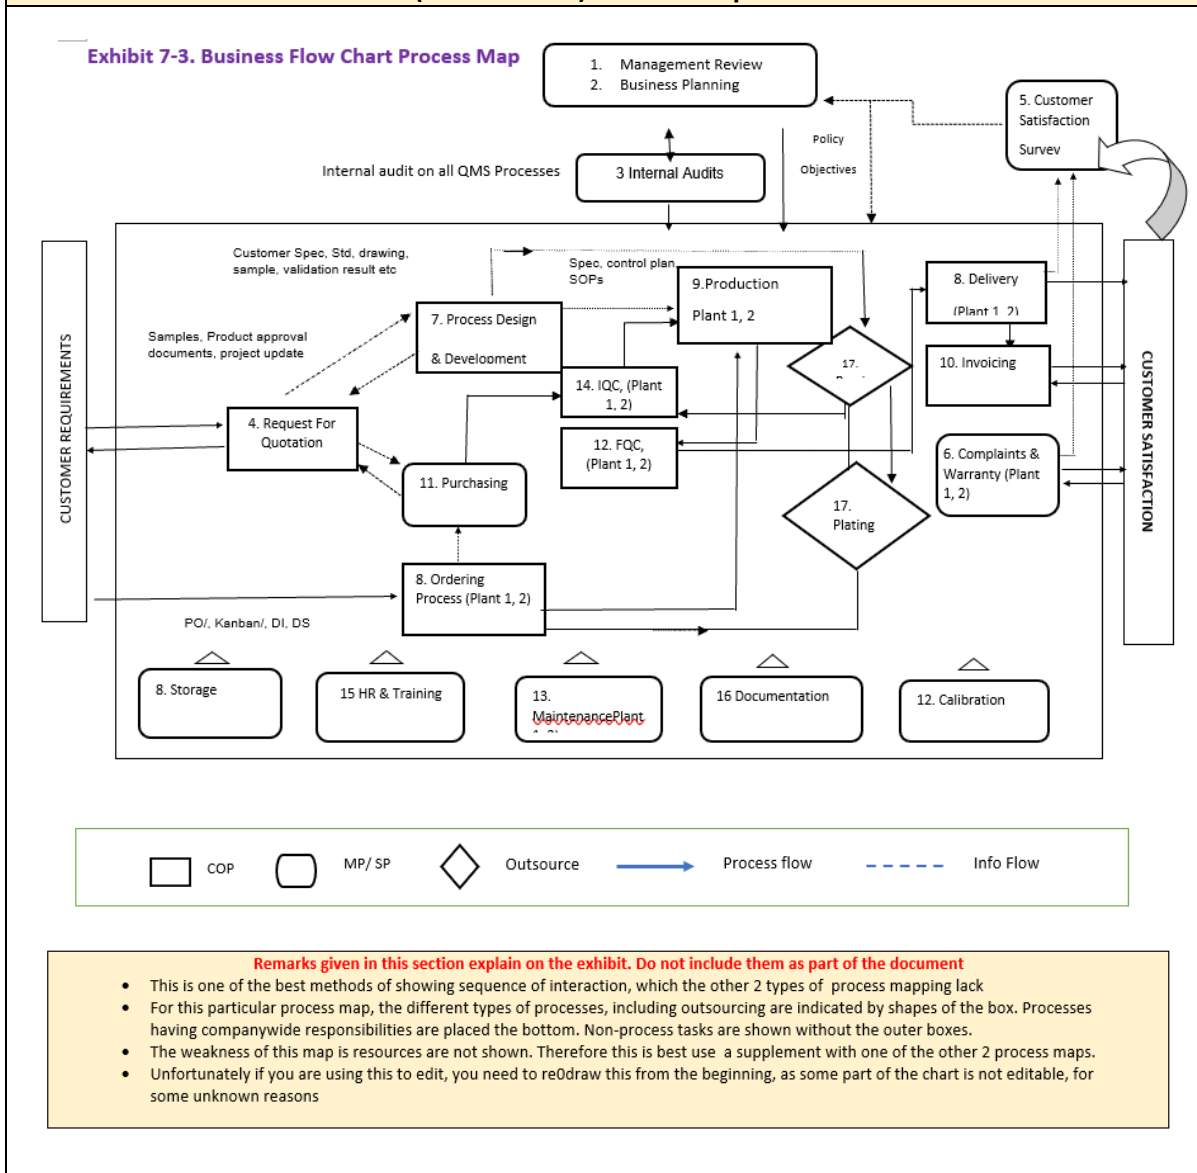 Exhibit 7-3. Business Flow Chart Process Map
1. Management Review
2. Business Planning
5. Customer
Satisfaction
Survey
Policy
Objectives
Internal audit on all QMS Processes
3 Internal Audits
Customer Spec, Std, drawing,
sample, validation result etc
Spec, control plan,
SOPs
9.Production
Plant 1, 2
8. Delivery
(Plant 1, 2)
7. Process Design
& Development
Samples, Product approval
documents, project update
17.
10. Invoicing
14. IQC, (Plant
1, 2)
4. Request For
Quotation
12. FQC,
(Plant 1, 2)
6. Complaints &
Warranty (Plant
1, 2)
11. Purchasing
17.
Plating
CUSTOMER REQUIREMENTS
CUSTOMER SATISFACTION
8. Ordering
Process (Plant 1, 2)
PO/, Kanban/, DI, DS
8. Storage
15 HR & Training
13.
MaintenancePlant
16 Documentation
12. Calibration
COP
MP/ SP
Outsource
Process flow
Info Flow
Remarks given in this section explain on the exhibit. Do not include them as part of the document
• This is one of the best methods of showing sequence of interaction, which the other 2 types of process mapping lack
• For this particular process map, the different types of processes, including outsourcing are indicated by shapes of the box. Processes
having companywide responsibilities are placed the bottom. Non-process tasks are shown without the outer boxes.
• The weakness of this map is resources are not shown. Therefore this is best use a supplement with one of the other 2 process maps.
• Unfortunately if you are using this to edit, you need to re0draw this from the beginning, as some part of the chart is not editable, for
some unknown reasons